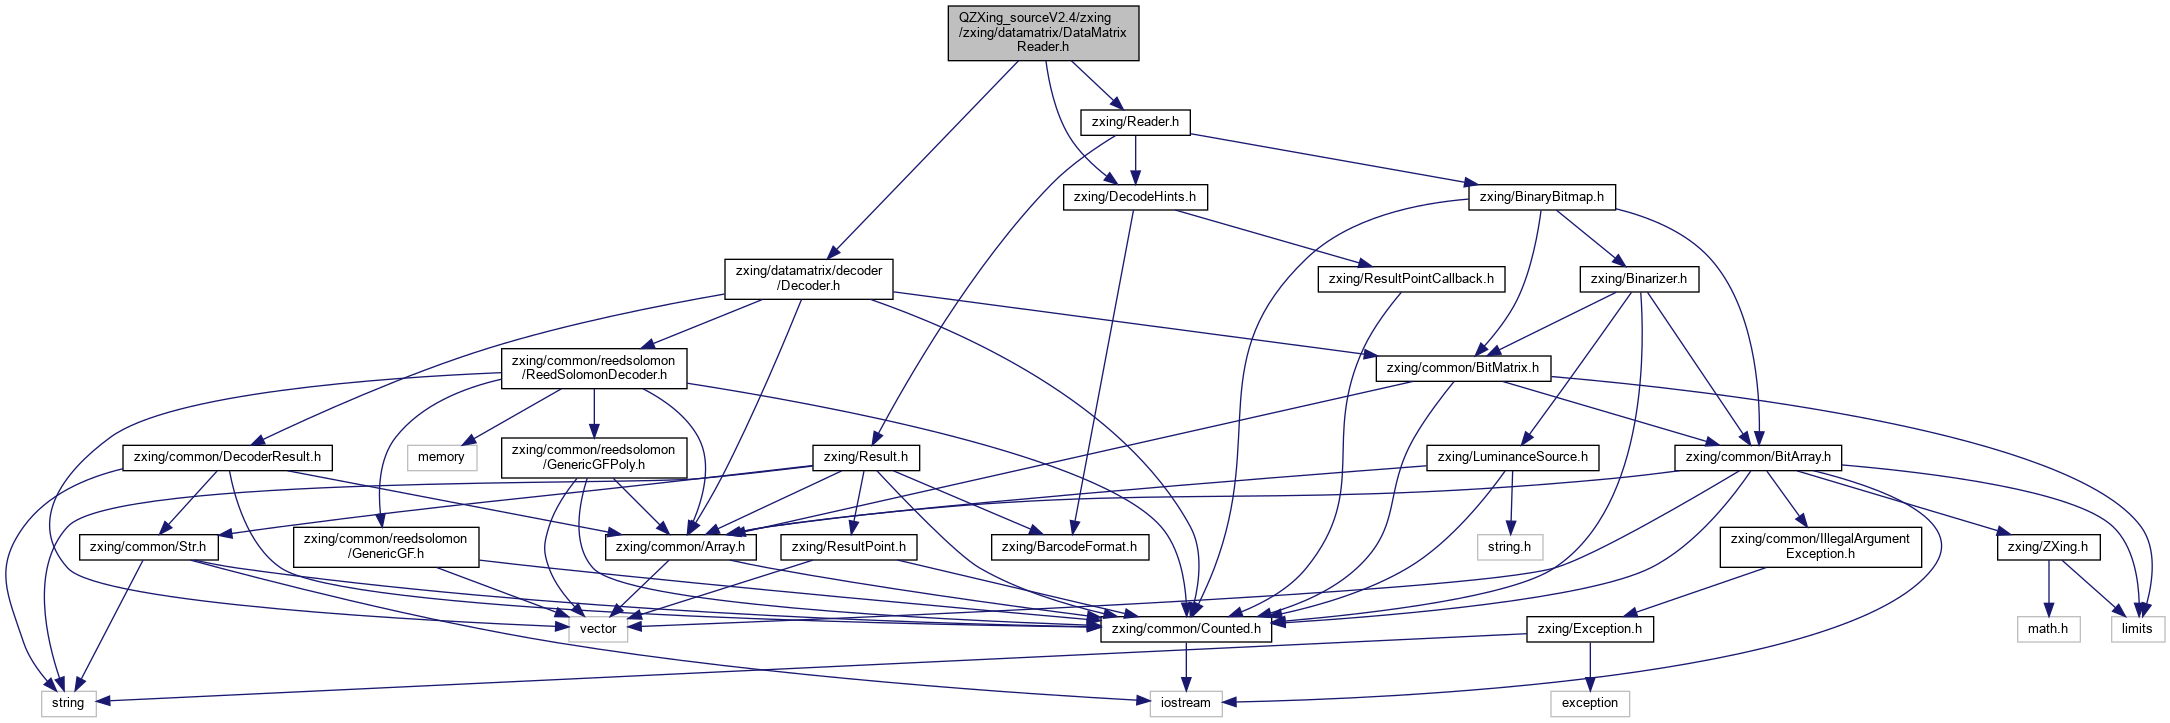 QZXing_sourceV2.4/zxing
/zxing/datamatrix/DataMatrix
Reader.h
zxing/Reader.h
zxing/DecodeHints.h
zxing/BinaryBitmap.h
zxing/datamatrix/decoder
/Decoder.h
zxing/ResultPointCallback.h
zxing/Binarizer.h
zxing/common/reedsolomon
/ReedSolomonDecoder.h
zxing/common/BitMatrix.h
zxing/common/DecoderResult.h
memory
zxing/common/reedsolomon
/GenericGFPoly.h
zxing/Result.h
zxing/LuminanceSource.h
zxing/common/BitArray.h
zxing/common/Str.h
zxing/common/reedsolomon
/GenericGF.h
zxing/common/Array.h
zxing/ResultPoint.h
zxing/BarcodeFormat.h
string.h
zxing/common/IllegalArgument
Exception.h
zxing/ZXing.h
vector
zxing/common/Counted.h
zxing/Exception.h
math.h
limits
string
iostream
exception